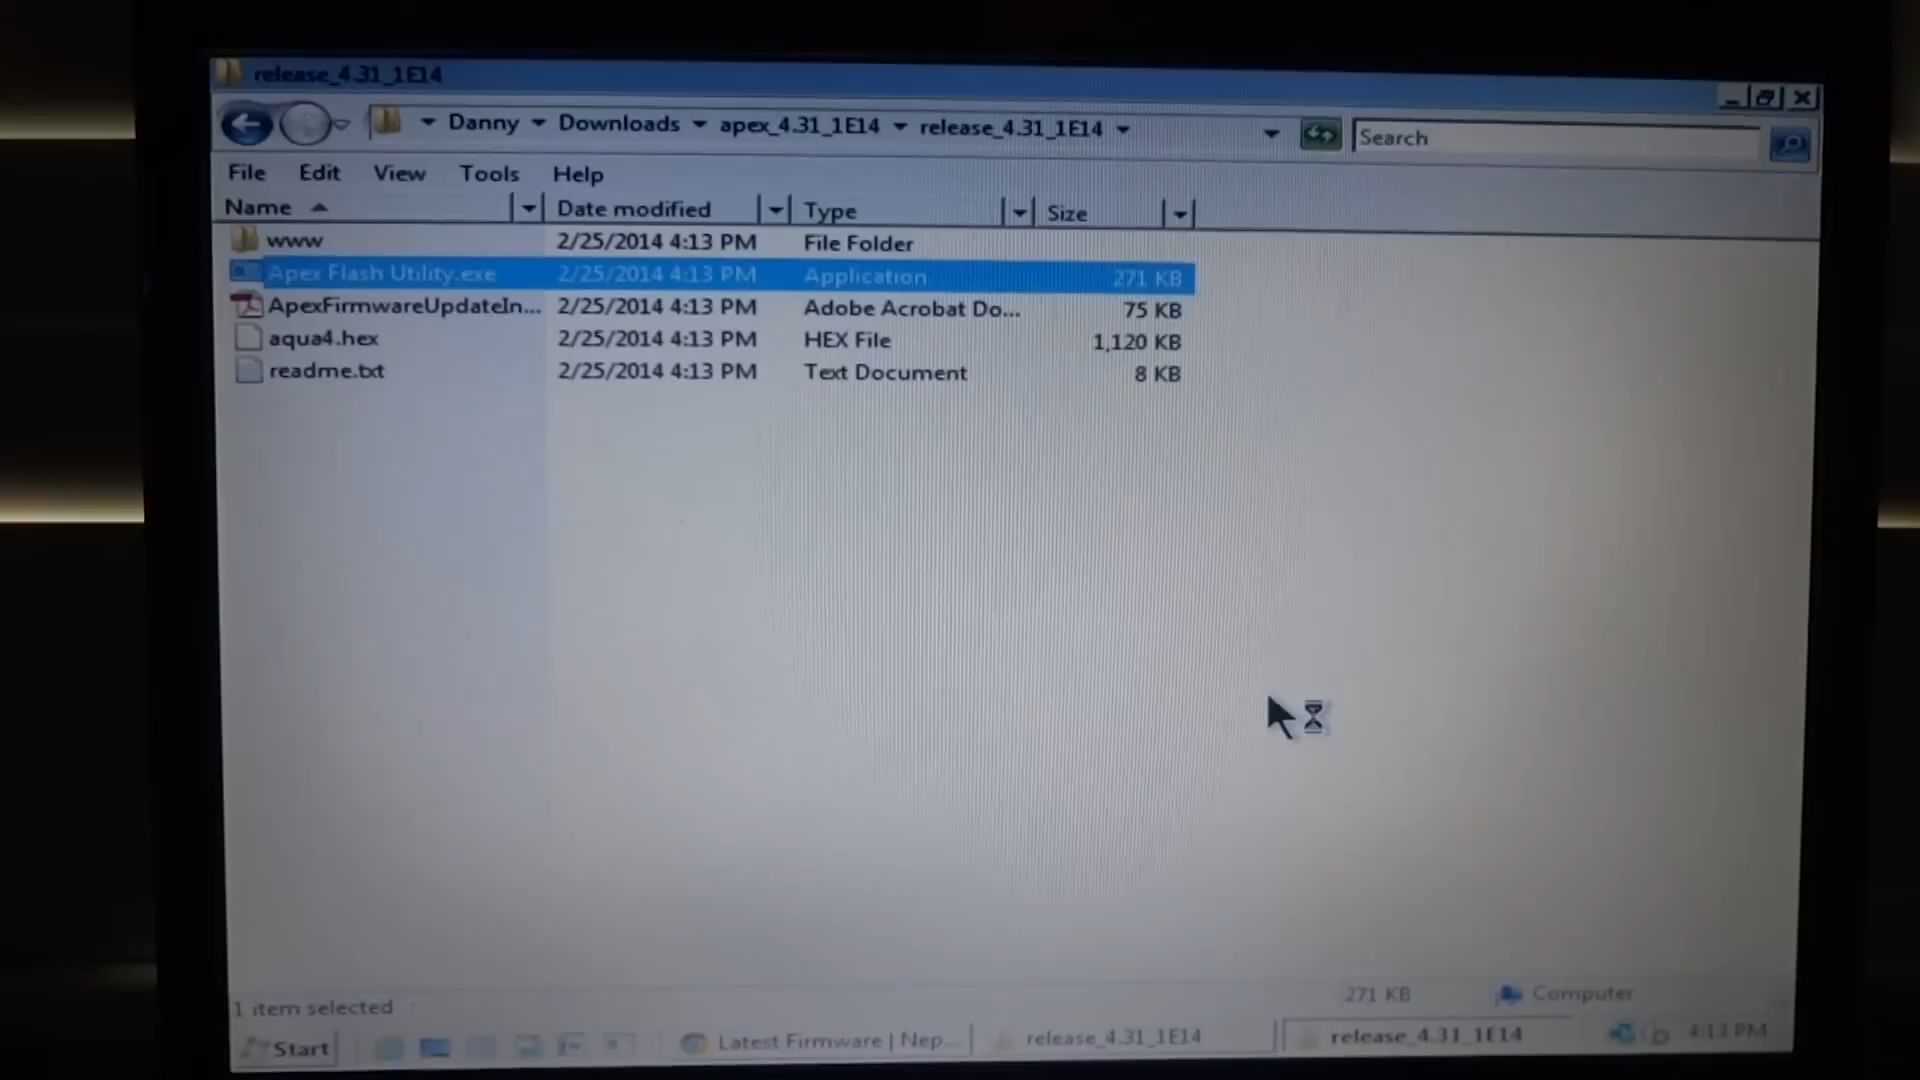 release_4.31_1E14
Danny Downloads apex_4.31_1E14 release_4.31_1E14 Search
File Edit View Tools Help
Name Date modified Type Size
www 2/25/2014 4:13 PM File Folder
Apex Flash Utility.exe 2/25/2014 4:13 PM Application 271 KB
ApexFirmwareUpdateIn... 2/25/2014 4:13 PM Adobe Acrobat Do... 75 KB
aqua4.hex 2/25/2014 4:13 PM HEX File 1,120 KB
readme.txt 2/25/2014 4:13 PM Text Document 8 KB
1 item selected 271 KB Computer
Start Latest Firmware | Nep... release_4.31_1E14 release_4.31_1E14 4:13 PM